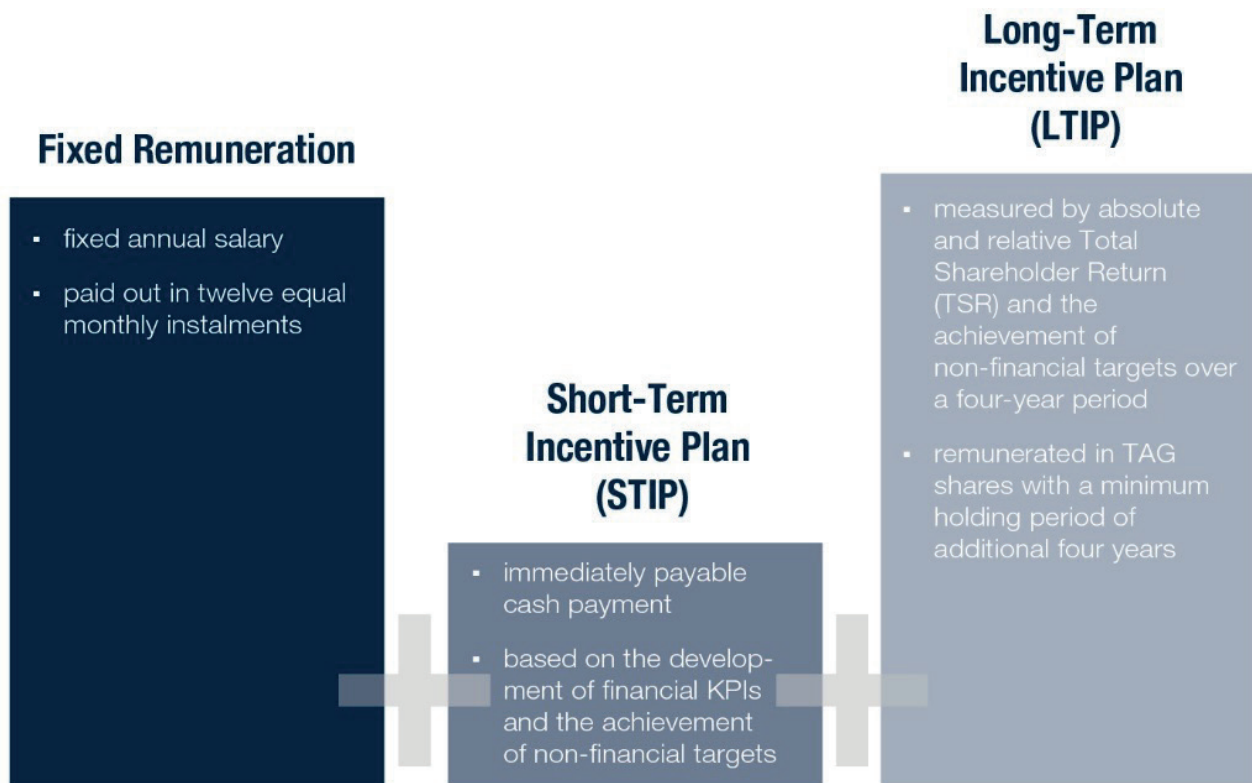 Fixed Remuneration
▪ fixed annual salary
▪ paid out in twelve equal
monthly instalments
Short-Term
Incentive Plan
(STIP)
▪ immediately payable
cash payment
▪ based on the develop-
ment of financial KPIs
and the achievement
of non-financial targets
Long-Term
Incentive Plan
(LTIP)
▪ measured by absolute
and relative Total
Shareholder Return
(TSR) and the
achievement of
non-financial targets over
a four-year period
▪ remunerated in TAG
shares with a minimum
holding period of
additional four years